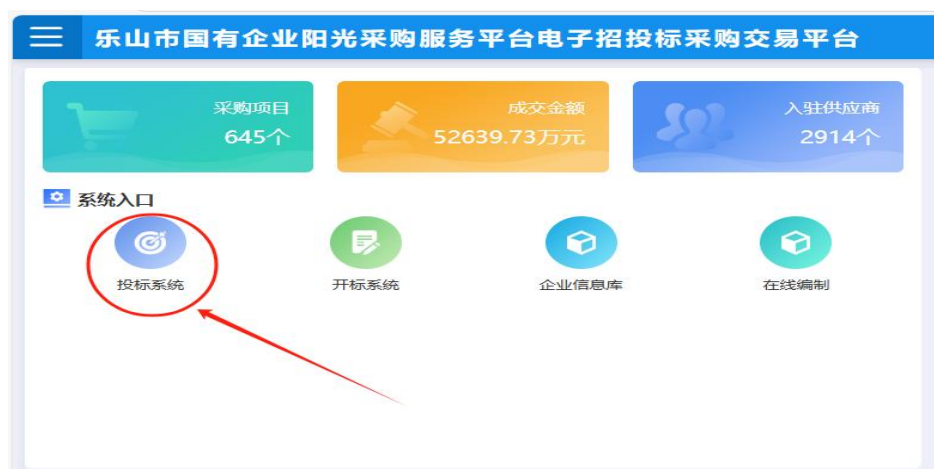 乐山市国有企业阳光采购服务平台电子招投标采购交易平台
采购项目
645个
成交金额
52639.73万元
入驻供应商
2914个
系统入口
投标系统
开标系统
企业信息库
在线编制